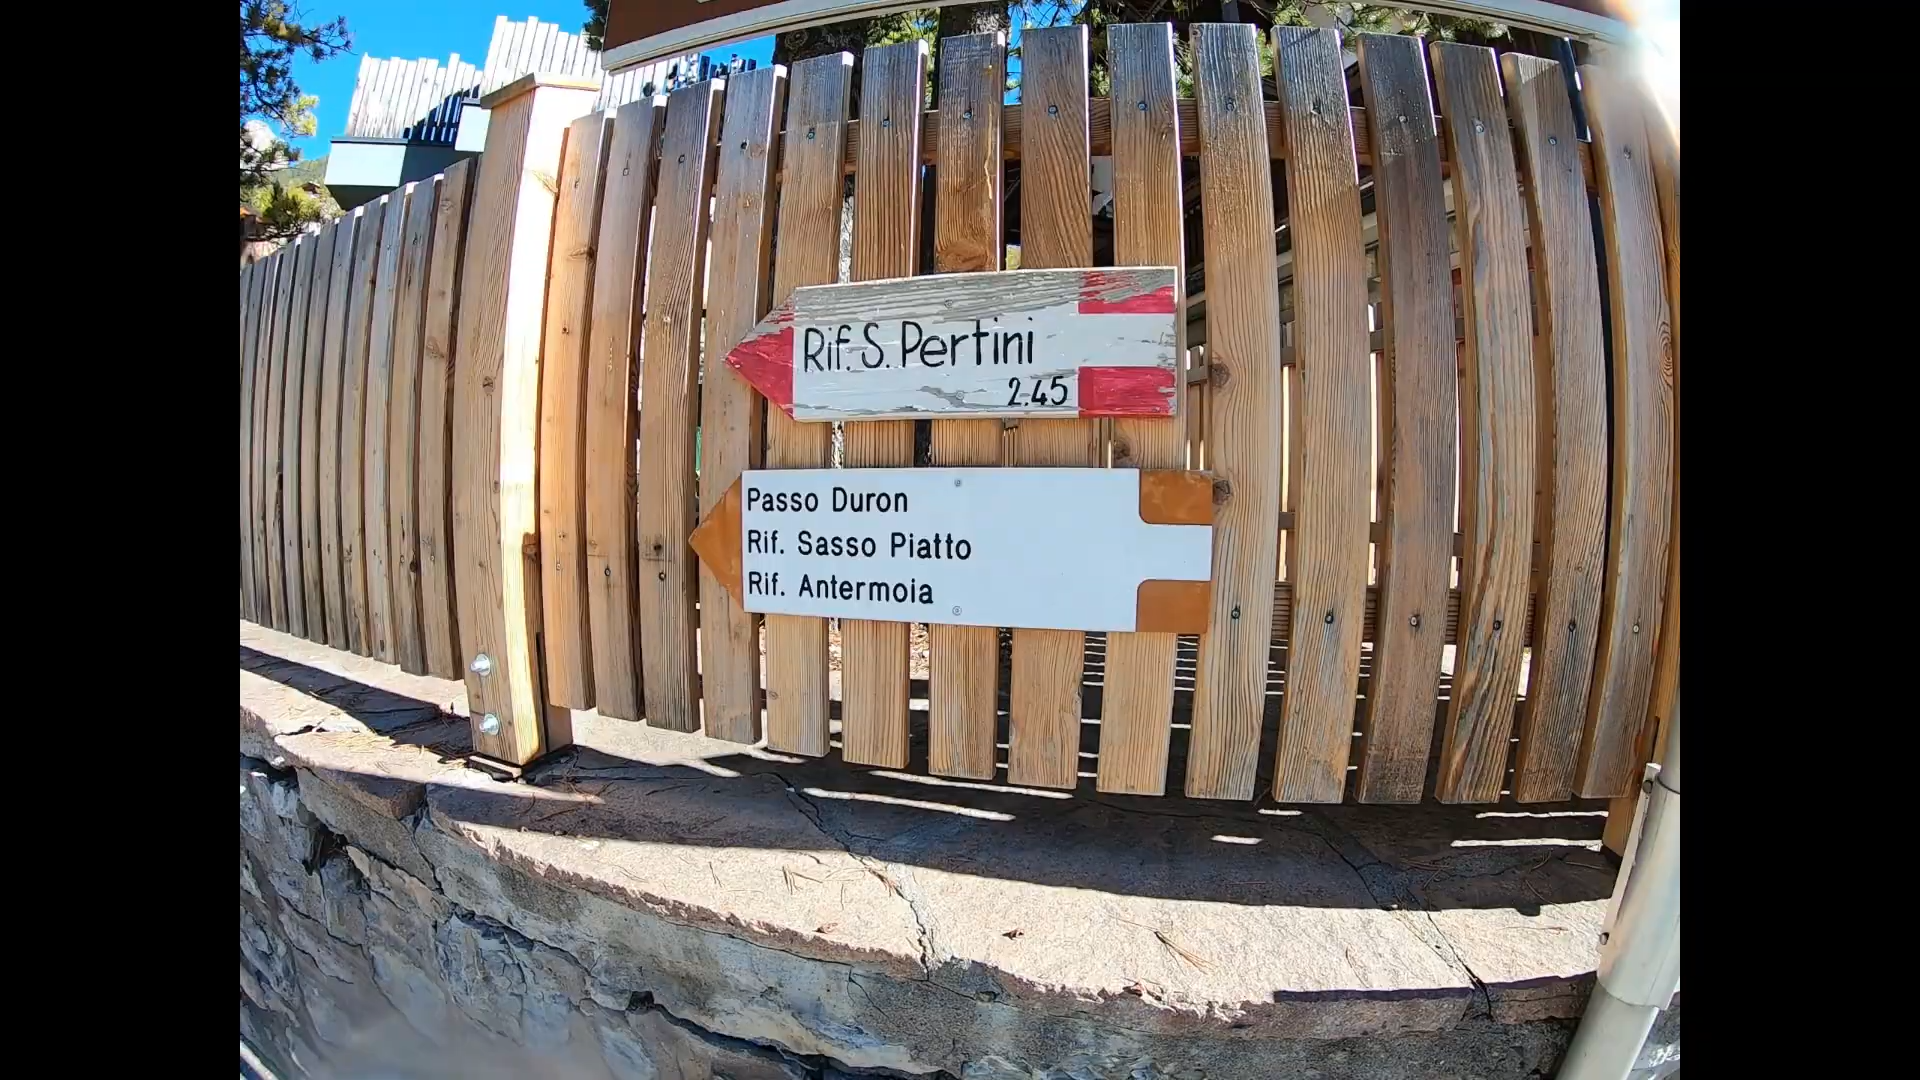 Rif. S. Pertini
2.45
Passo Duron
Rif. Sasso Piatto
Rif. Antermoia